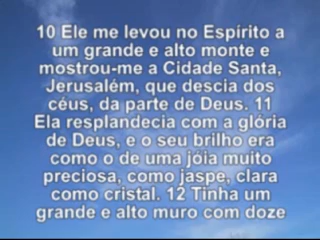 10 Ele me levou no Espírito a
um grande e alto monte e
mostrou-me a Cidade Santa,
Jerusalém, que descia dos
céus, da parte de Deus. 11
Ela resplandecia com a glória
de Deus, e o seu brilho era
como o de uma jóia muito
preciosa, como jaspe, clara
como cristal. 12 Tinha um
grande e alto muro com doze